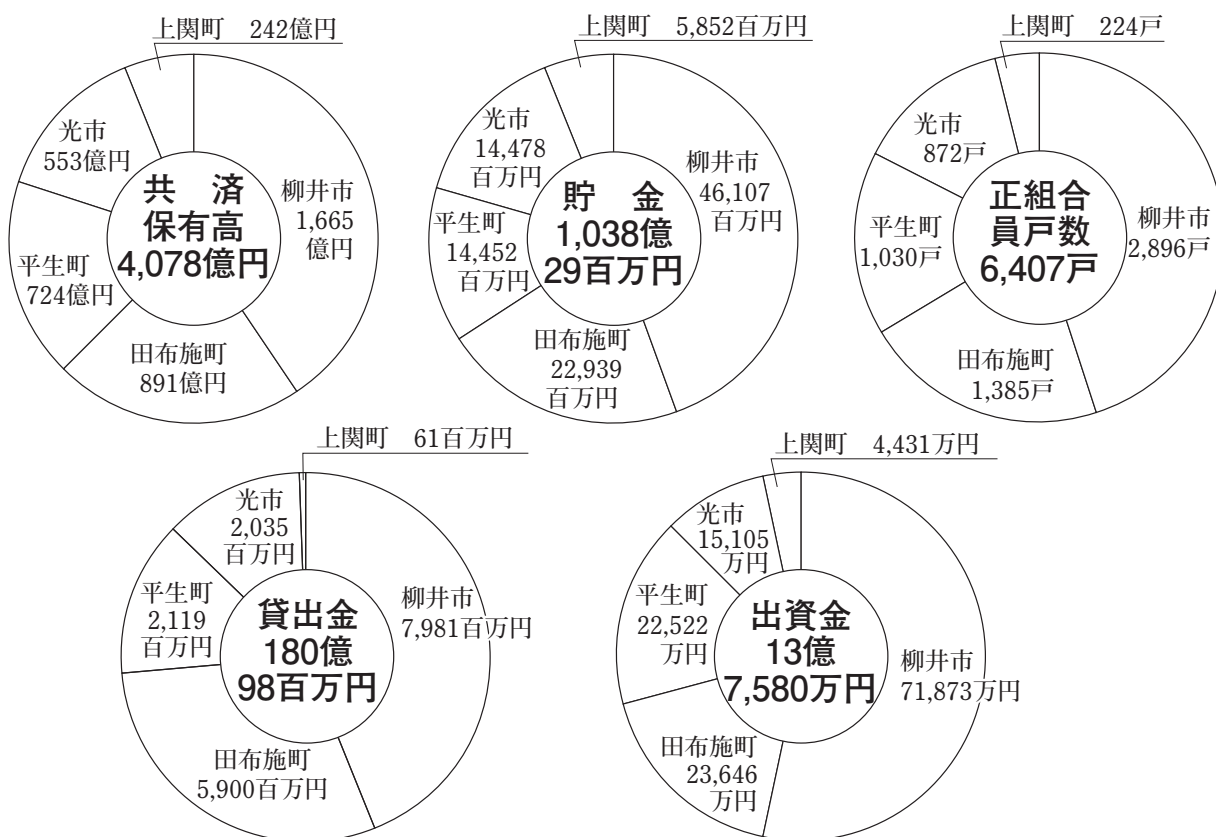 上関町　242億円
光市
553億円
平生町
724億円
田布施町
891億円
柳井市
1,665
億円
共　済
保有高
4,078億円
上関町　5,852百万円
光市
14,478
百万円
平生町
14,452
百万円
田布施町
22,939
百万円
柳井市
46,107
百万円
貯　金
1,038億
29百万円
上関町　224戸
光市
872戸
平生町
1,030戸
田布施町
1,385戸
柳井市
2,896戸
正組合
員戸数
6,407戸
上関町　61百万円
光市
2,035
百万円
平生町
2,119
百万円
田布施町
5,900百万円
柳井市
7,981百万円
貸出金
180億
98百万円
上関町　4,431万円
光市
15,105
万円
平生町
22,522
万円
田布施町
23,646
万円
柳井市
71,873万円
出資金
13億
7,580万円